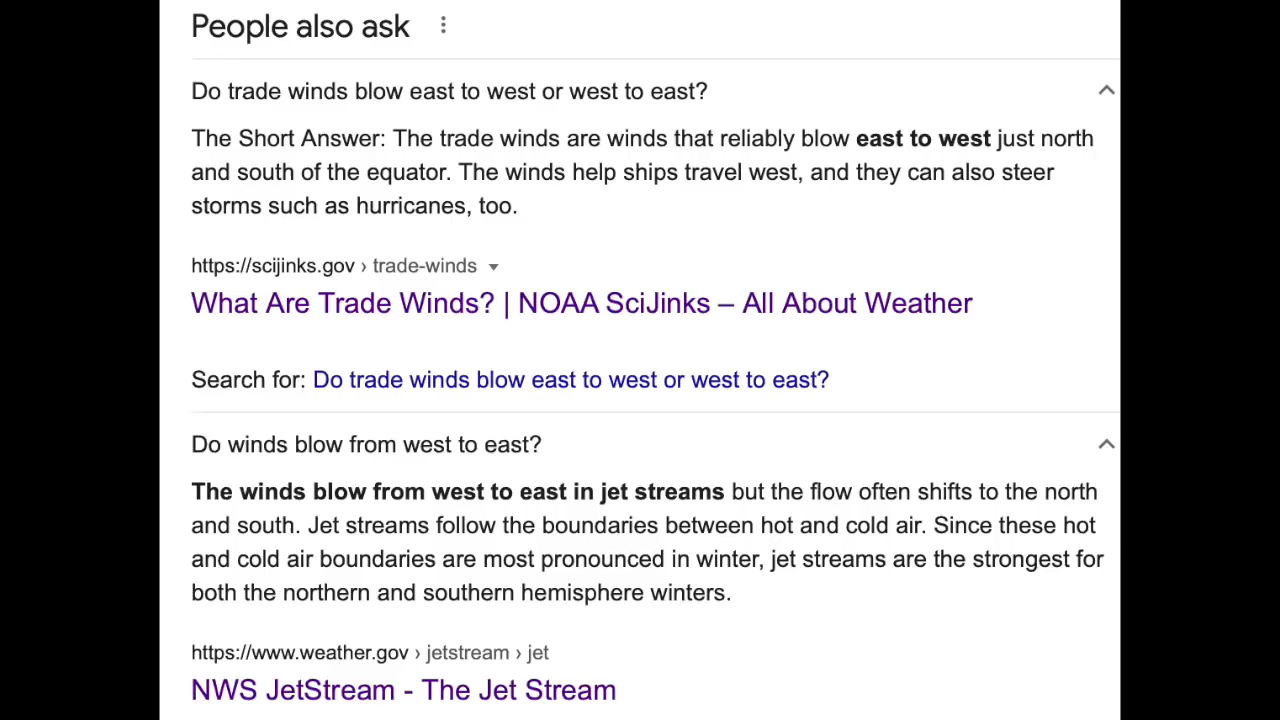 People also ask
Do trade winds blow east to west or west to east?
The Short Answer: The trade winds are winds that reliably blow east to west just north
and south of the equator. The winds help ships travel west, and they can also steer
storms such as hurricanes, too.
https://scijinks.gov › trade-winds
What Are Trade Winds? | NOAA SciJinks – All About Weather
Search for: Do trade winds blow east to west or west to east?
Do winds blow from west to east?
The winds blow from west to east in jet streams but the flow often shifts to the north
and south. Jet streams follow the boundaries between hot and cold air. Since these hot
and cold air boundaries are most pronounced in winter, jet streams are the strongest for
both the northern and southern hemisphere winters.
https://www.weather.gov › jetstream › jet
NWS JetStream - The Jet Stream